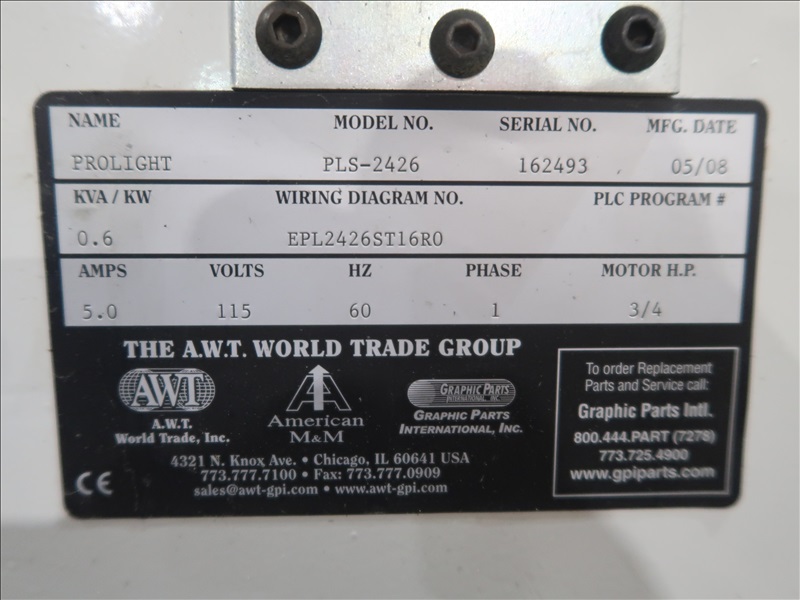 NAME MODEL NO. SERIAL NO. MFG. DATE
PROLIGHT PLS-2426 162493 05/08
KVA / KW WIRING DIAGRAM NO. PLC PROGRAM #
0.6 EPL2426ST16R0
AMPS VOLTS HZ PHASE MOTOR H.P.
5.0 115 60 1 3/4
THE A.W.T. WORLD TRADE GROUP
AWT
A.W.T.
World Trade, Inc.
American
M&M
GRAPHIC PARTS
INTERNATIONAL, INC.
GRAPHIC PARTS
INTERNATIONAL, INC.
4321 N. Knox Ave. • Chicago, IL 60641 USA
773.777.7100 • Fax: 773.777.0909
sales@awt-gpi.com • www.awt-gpi.com
CE
To order Replacement
Parts and Service call:
Graphic Parts Intl.
800.444.PART (7278)
773.725.4900
www.gpiparts.com